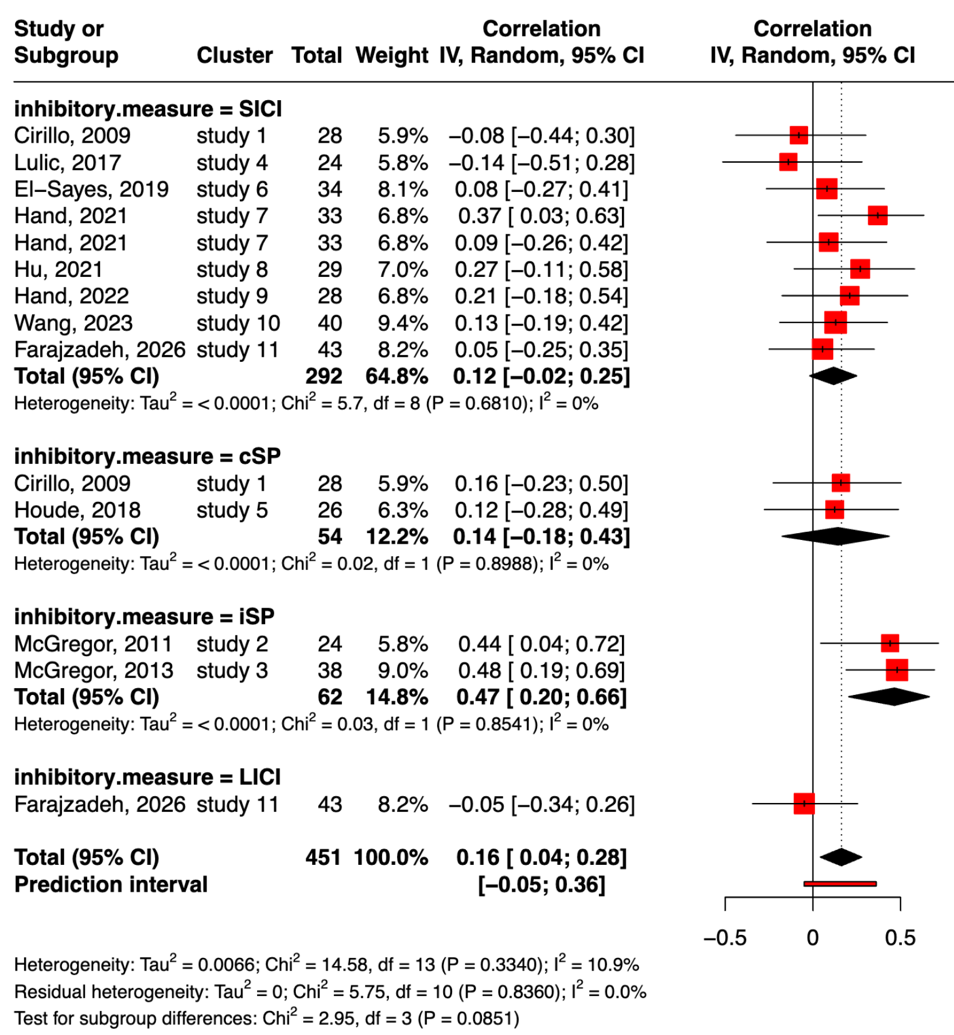 Study or Correlation Correlation
Subgroup Cluster Total Weight IV, Random, 95% CI IV, Random, 95% CI
inhibitory.measure = SICI
Cirillo, 2009 study 1 28 5.9% −0.08 [−0.44; 0.30]
Lulic, 2017 study 4 24 5.8% −0.14 [−0.51; 0.28]
El−Sayes, 2019 study 6 34 8.1% 0.08 [−0.27; 0.41]
Hand, 2021 study 7 33 6.8% 0.37 [ 0.03; 0.63]
Hand, 2021 study 7 33 6.8% 0.09 [−0.26; 0.42]
Hu, 2021 study 8 29 7.0% 0.27 [−0.11; 0.58]
Hand, 2022 study 9 28 6.8% 0.21 [−0.18; 0.54]
Wang, 2023 study 10 40 9.4% 0.13 [−0.19; 0.42]
Farajzadeh, 2026 study 11 43 8.2% 0.05 [−0.25; 0.35]
Total (95% CI) 292 64.8% 0.12 [−0.02; 0.25]
Heterogeneity: Tau² = < 0.0001; Chi² = 5.7, df = 8 (P = 0.6810); I² = 0%
inhibitory.measure = cSP
Cirillo, 2009 study 1 28 5.9% 0.16 [−0.23; 0.50]
Houde, 2018 study 5 26 6.3% 0.12 [−0.28; 0.49]
Total (95% CI) 54 12.2% 0.14 [−0.18; 0.43]
Heterogeneity: Tau² = < 0.0001; Chi² = 0.02, df = 1 (P = 0.8988); I² = 0%
inhibitory.measure = iSP
McGregor, 2011 study 2 24 5.8% 0.44 [ 0.04; 0.72]
McGregor, 2013 study 3 38 9.0% 0.48 [ 0.19; 0.69]
Total (95% CI) 62 14.8% 0.47 [ 0.20; 0.66]
Heterogeneity: Tau² = < 0.0001; Chi² = 0.03, df = 1 (P = 0.8541); I² = 0%
inhibitory.measure = LICI
Farajzadeh, 2026 study 11 43 8.2% −0.05 [−0.34; 0.26]
Total (95% CI) 451 100.0% 0.16 [ 0.04; 0.28]
Prediction interval [−0.05; 0.36]
−0.5 0 0.5
Heterogeneity: Tau² = 0.0066; Chi² = 14.58, df = 13 (P = 0.3340); I² = 10.9%
Residual heterogeneity: Tau² = 0; Chi² = 5.75, df = 10 (P = 0.8360); I² = 0.0%
Test for subgroup differences: Chi² = 2.95, df = 3 (P = 0.0851)